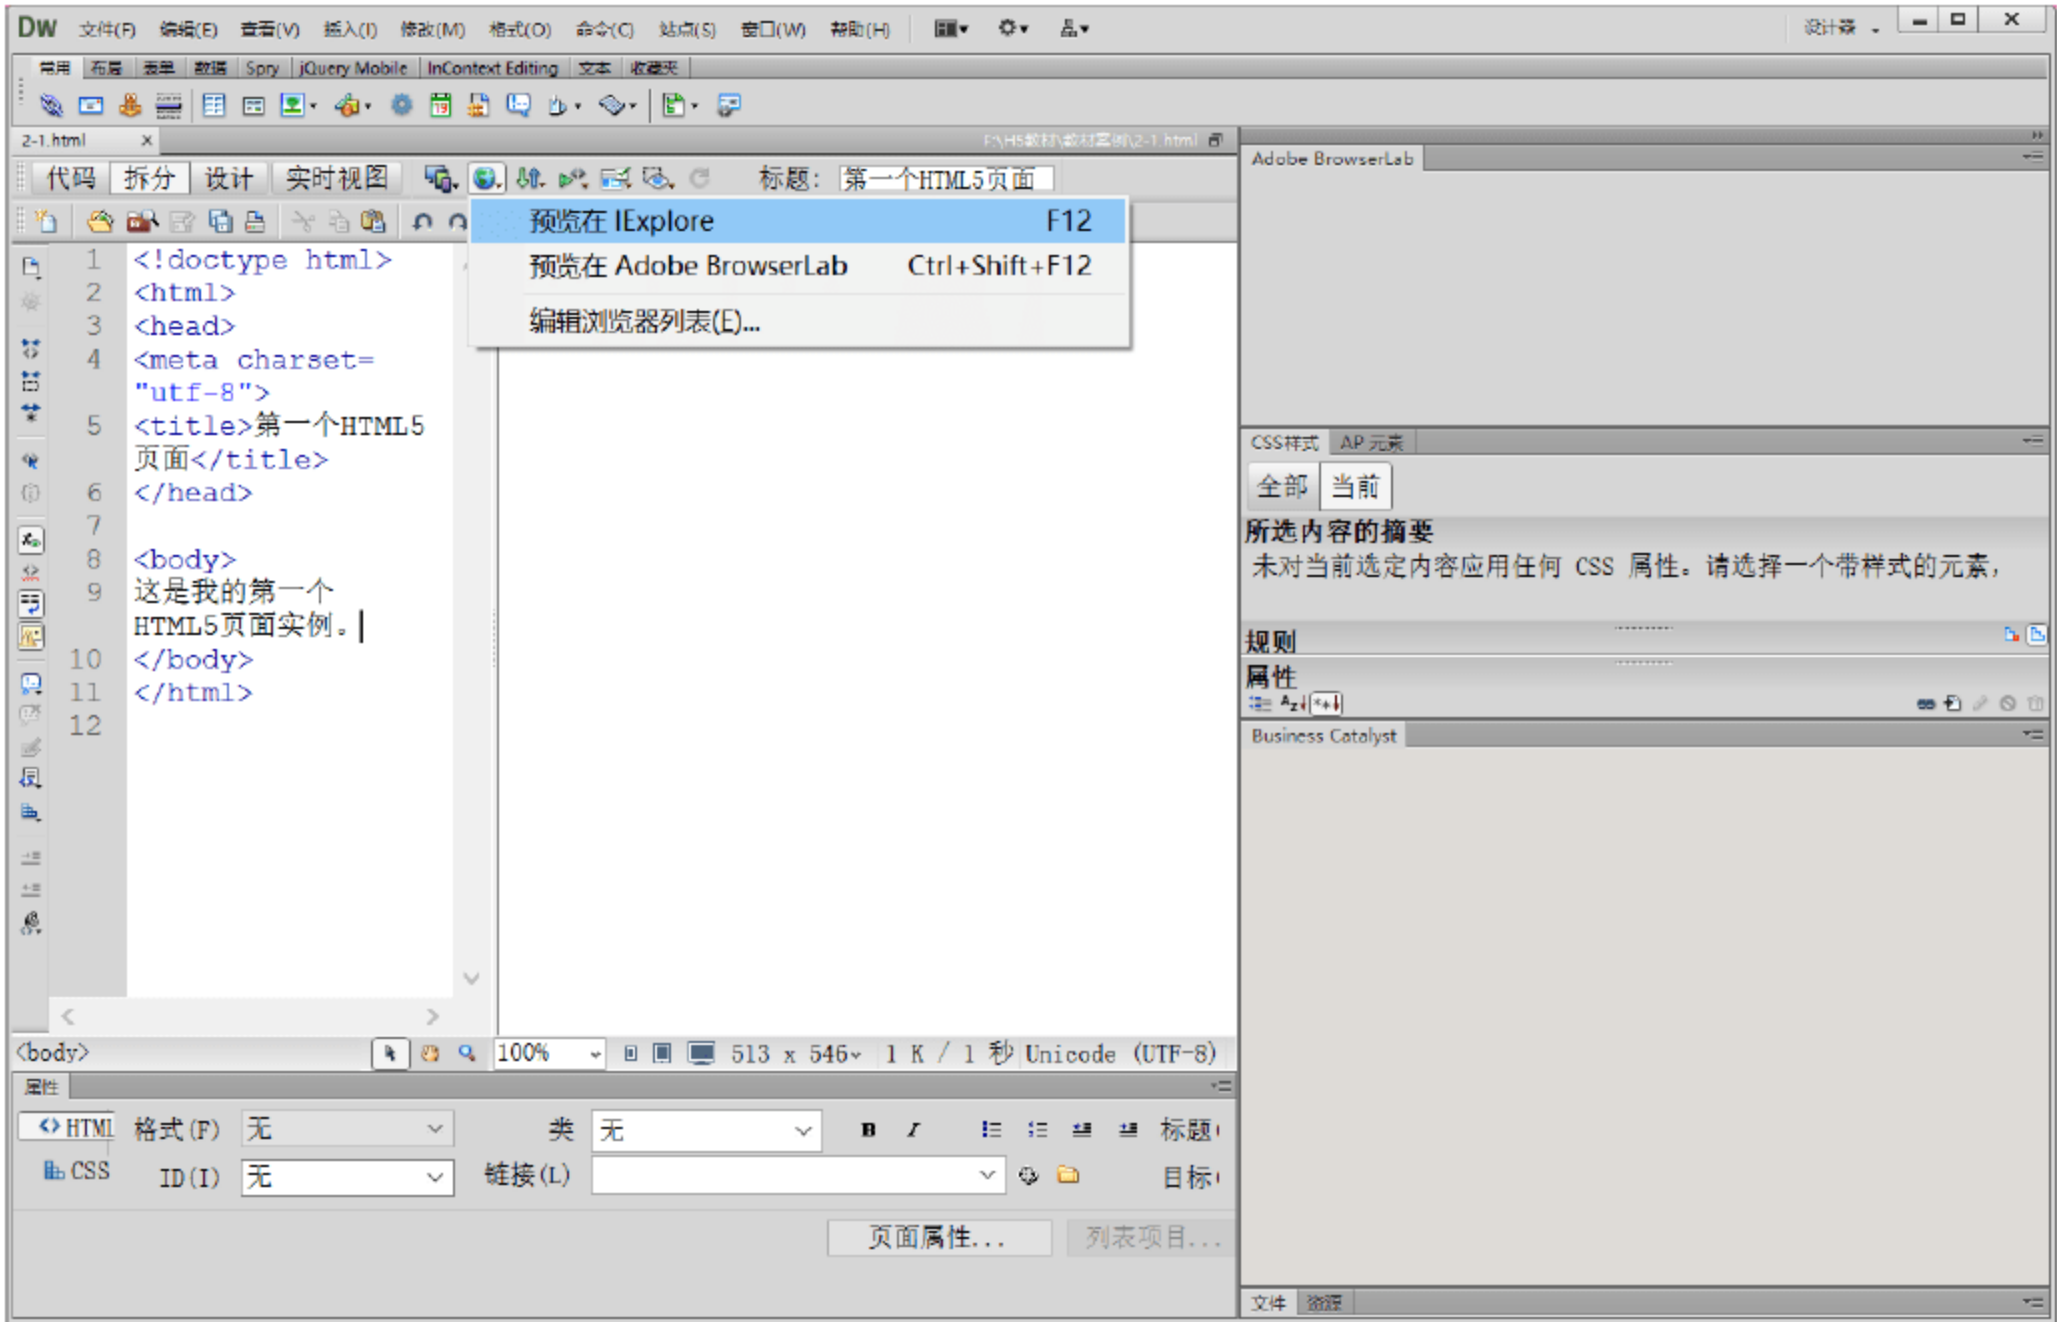 DW 文件(F) 编辑(E) 查看(V) 插入(I) 修改(M) 格式(O) 命令(C) 站点(S) 窗口(W) 帮助(H) 设计器
常用 布局 表单 数据 Spry jQuery Mobile InContext Editing 文本 收藏夹
19
2-1.html
F:\H5教材\教材案例\2-1.html
代码 拆分 设计 实时视图 标题: 第一个HTML5页面
预览在 IExplore F12
预览在 Adobe BrowserLab Ctrl+Shift+F12
编辑浏览器列表(E)...
1 <!doctype html>
2 <html>
3 <head>
4 <meta charset=
"utf-8">
5 <title>第一个HTML5
页面</title>
6 </head>
7
8 <body>
9 这是我的第一个
HTML5页面实例。
10 </body>
11 </html>
12
<body> 100% 513 x 546 1 K / 1 秒 Unicode (UTF-8)
属性
<> HTML 格式(F) 无 类 无 B I 标题(
CSS ID(I) 无 链接(L) 目标(
页面属性... 列表项目...
Adobe BrowserLab
CSS样式 AP 元素
全部 当前
所选内容的摘要
未对当前选定内容应用任何 CSS 属性。请选择一个带样式的元素,
规则
属性
Business Catalyst
文件 资源